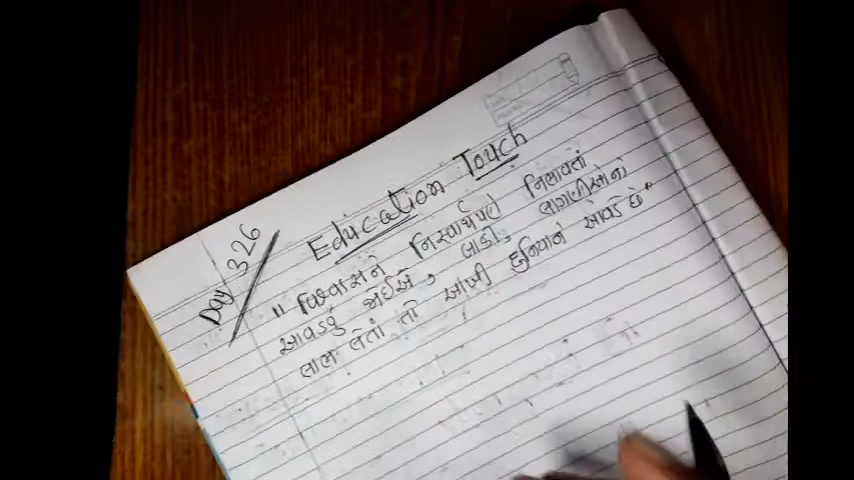 Day 326
Education Touch
" વિશ્વાસને નિસ્વાર્થપણે નિભાવતાં
આવડવું જોઈએ, બાકી, લાગણીઓનો
લાભ લેતાં તો આખી દુનિયાને આવડે છે"